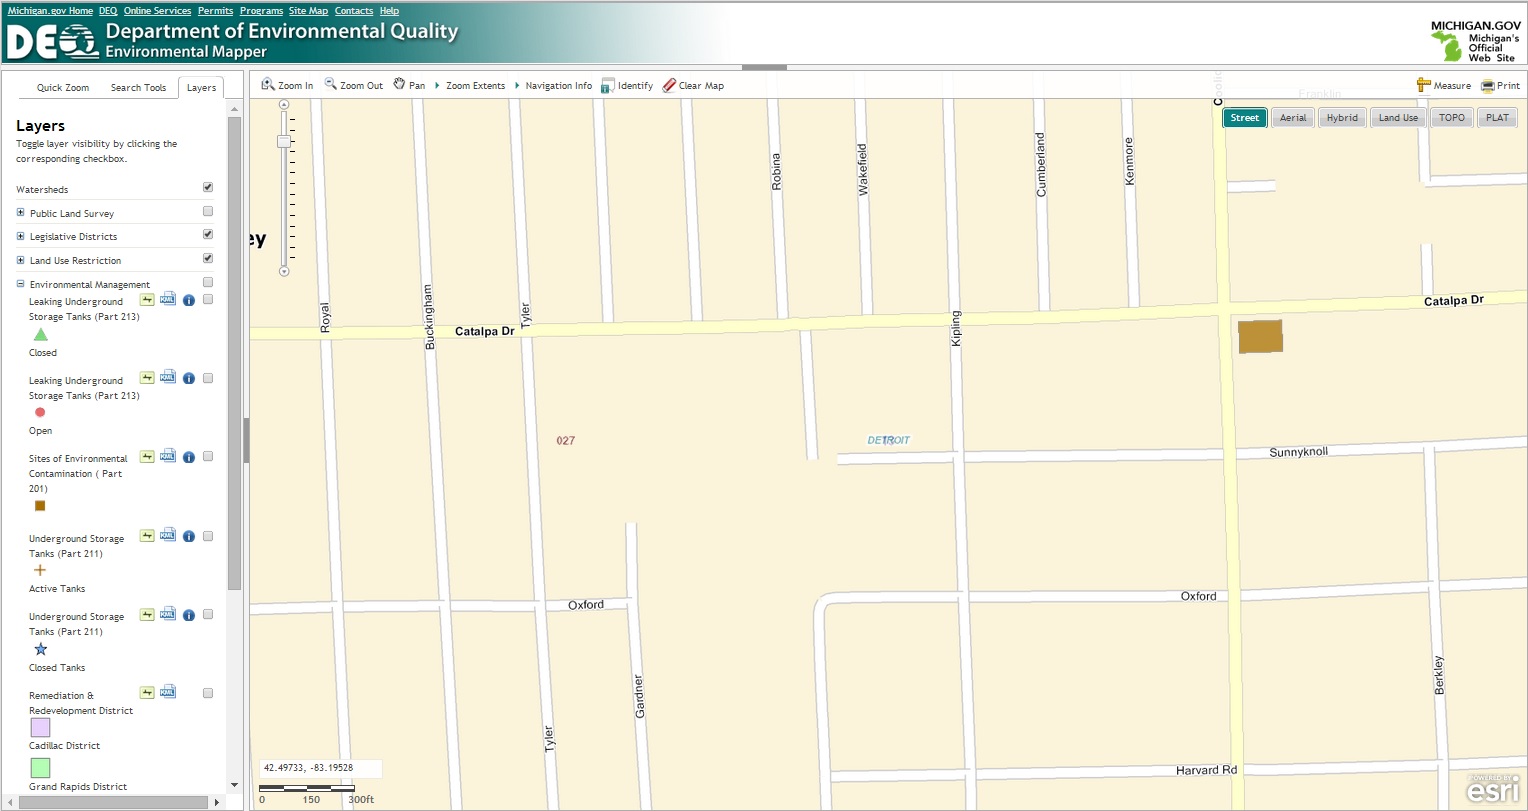 Michigan.gov Home DEQ Online Services Permits Programs Site Map Contacts Help
DEQ
Department of Environmental Quality
Environmental Mapper
MICHIGAN.GOV
Michigan's
Official
Web Site
Quick Zoom Search Tools Layers
Zoom In Zoom Out Pan Zoom Extents Navigation Info Identify Clear Map Measure Print
Layers
Toggle layer visibility by clicking the
corresponding checkbox.
Watersheds
Public Land Survey
Legislative Districts
Land Use Restriction
Environmental Management
Leaking Underground
Storage Tanks (Part 213)
Closed
Leaking Underground
Storage Tanks (Part 213)
Open
Sites of Environmental
Contamination ( Part
201)
Underground Storage
Tanks (Part 211)
Active Tanks
Underground Storage
Tanks (Part 211)
Closed Tanks
Remediation &
Redevelopment District
Cadillac District
Grand Rapids District
Franklin
Street Aerial Hybrid Land Use TOPO PLAT
Robina
Wakefield
Cumberland
Kenmore
ey
Royal
Buckingham
Tyler
Kipling
Catalpa Dr
Catalpa Dr
027
DETROIT
Sunnyknoll
Oxford
Oxford
Gardner
Berkley
Tyler
Harvard Rd
42.49733, -83.19528
0 150 300ft
POWERED BY
esri